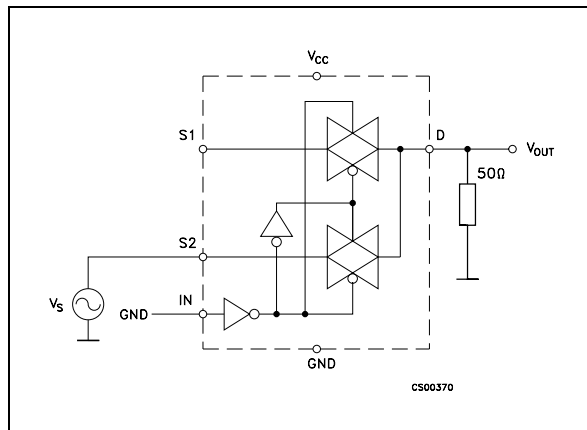 VCC
S1
D
VOUT
50Ω
S2
IN
VS
GND
GND
CS00370